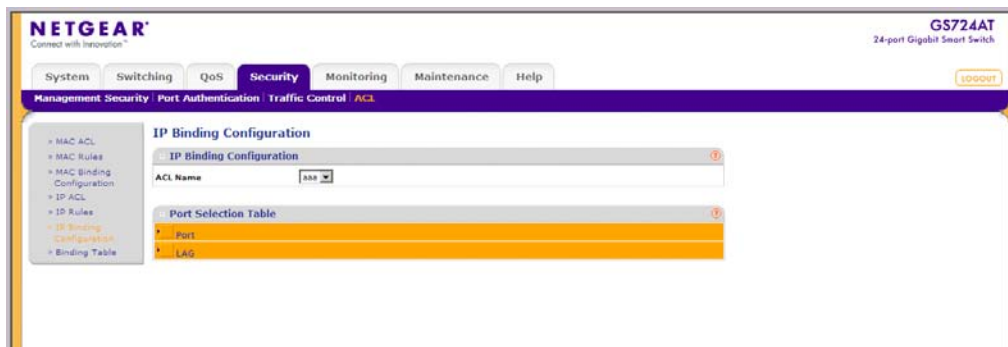 NETGEAR
Connect with Innovation™
GS724AT
24-port Gigabit Smart Switch
System Switching QoS Security Monitoring Maintenance Help
LOGOUT
Management Security Port Authentication Traffic Control ACL
» MAC ACL
» MAC Rules
» MAC Binding
Configuration
» IP ACL
» IP Rules
» IP Binding
Configuration
» Binding Table
IP Binding Configuration
IP Binding Configuration
ACL Name aaa
Port Selection Table
Port
LAG